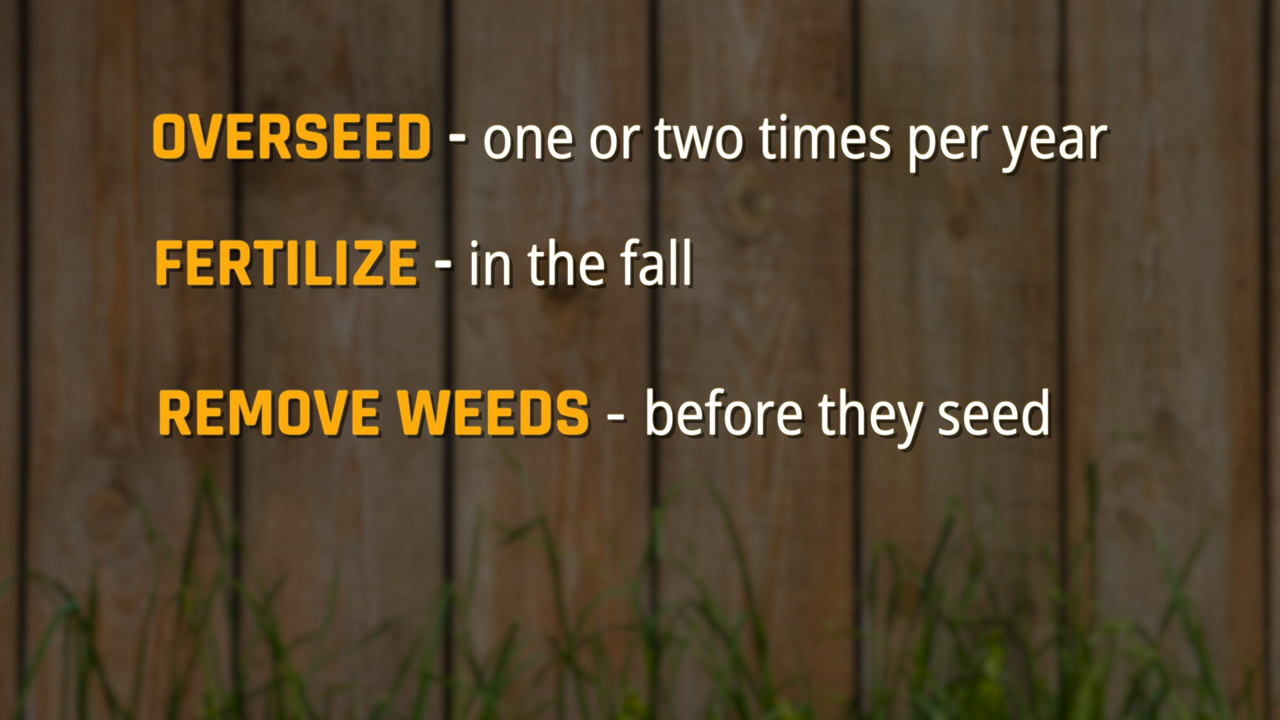 OVERSEED - one or two times per year
FERTILIZE - in the fall
REMOVE WEEDS - before they seed